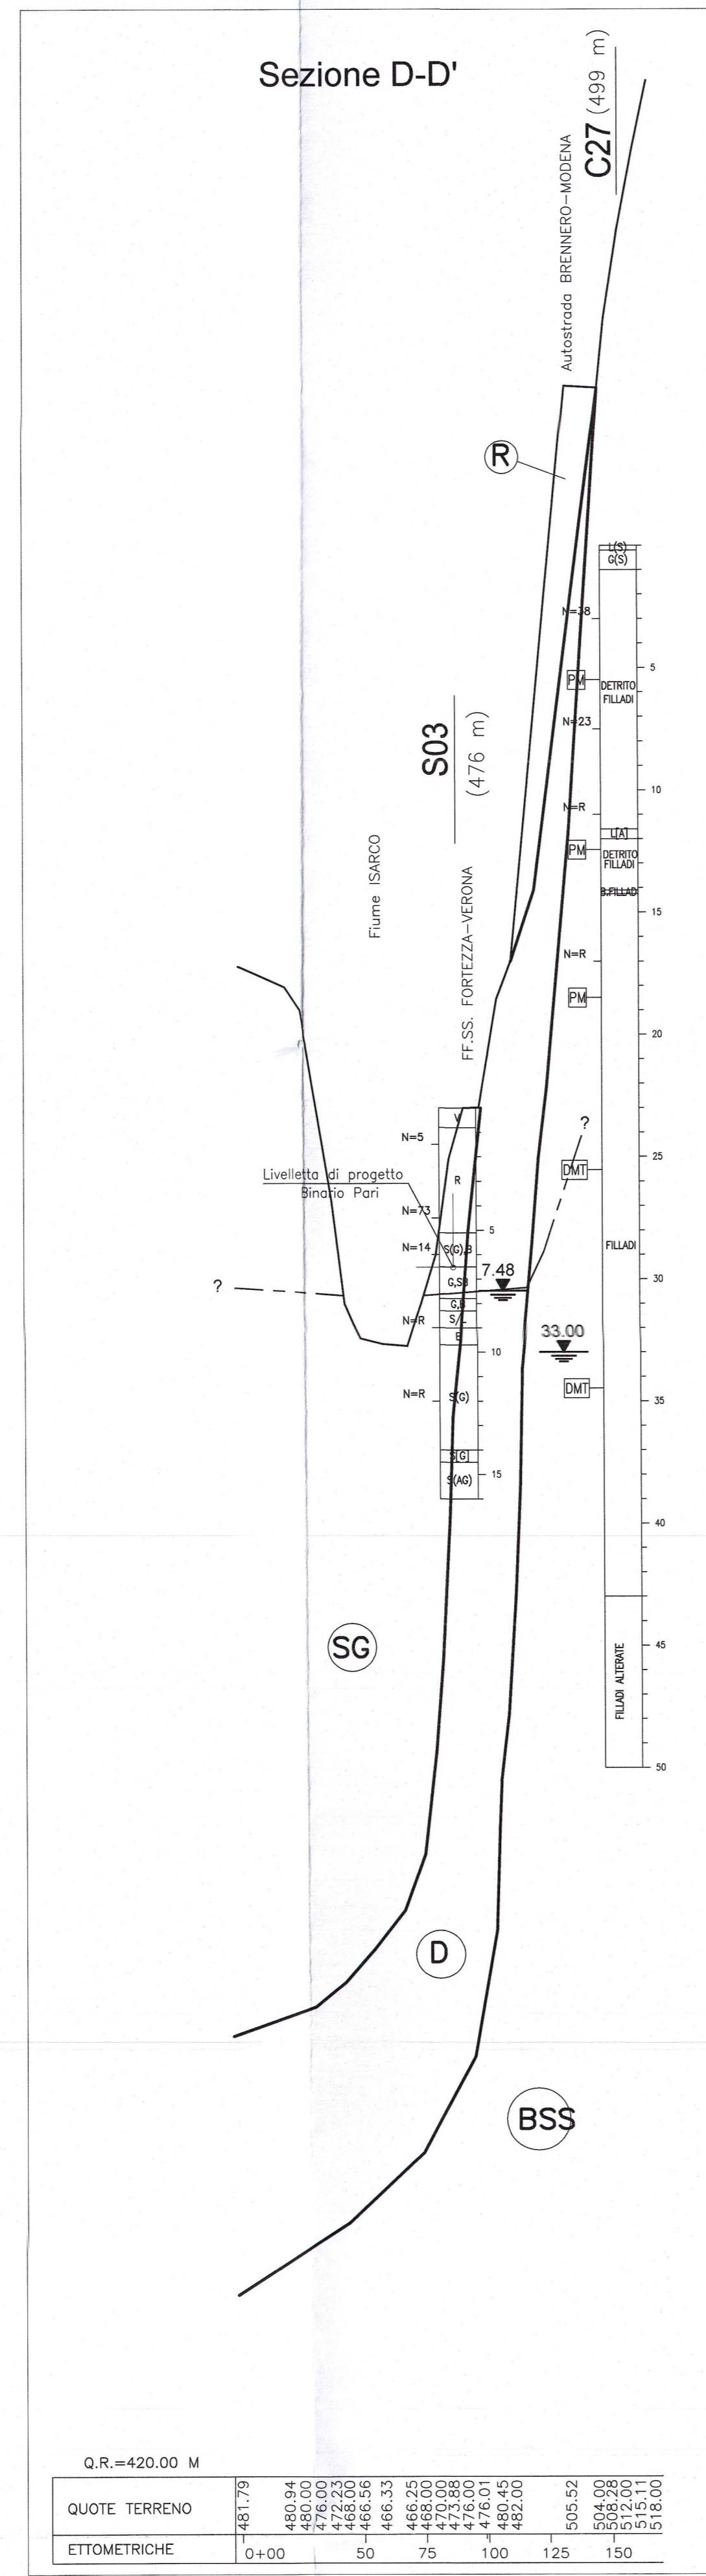 Sezione D-D'
C27 (499 m)
Autostrada BRENNERO-MODENA
R
S03
(476 m)
Fiume ISARCO
FF.SS. FORTEZZA-VERONA
L(S)
G(S)
N=38
5
PM
DETRITO
FILLADI
N=23
10
N=R
L[A]
PM
DETRITO
FILLADI
B.FILLAD
15
N=R
PM
20
V
?
N=5
25
DMT
Livelletta di progetto
Binario Pari
R
N=73
5
N=14
S(G),B
FILLADI
7.48
?
G,SB
30
G,B
N=R
S/L
33.00
B
10
DMT
N=R
S(G)
35
S[G]
S(AG)
15
40
SG
45
FILLADI ALTERATE
50
D
BSS
Q.R.=420.00 M
QUOTE TERRENO
481.79
480.94
480.00
476.00
472.23
468.00
466.56
466.33
466.25
468.00
470.00
473.88
476.00
476.01
480.45
482.00
505.52
504.00
508.28
512.00
515.11
518.00
ETTOMETRICHE
0+00
50
75
100
125
150